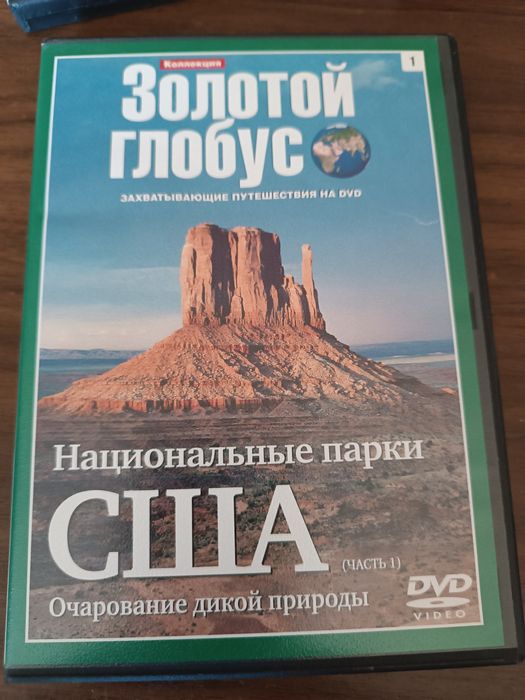 Коллекция
1
Золотой
глобус
ЗАХВАТЫВАЮЩИЕ ПУТЕШЕСТВИЯ НА DVD
Национальные парки
США
(ЧАСТЬ 1)
Очарование дикой природы
DVD
VIDEO